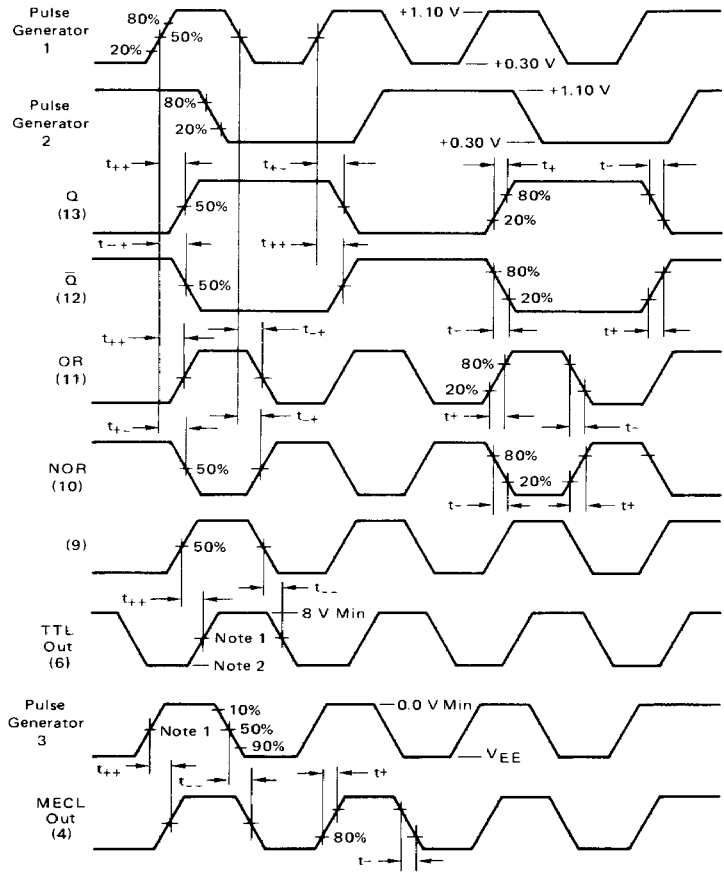 Pulse
Generator
1
80%
50%
20%
+1.10 V
+0.30 V
Pulse
Generator
2
80%
20%
+1.10 V
+0.30 V
t++
t+-
t+
t-
Q
(13)
50%
80%
20%
t-+
t++
Q̅
(12)
50%
80%
20%
t++
t-+
t-
t+
OR
(11)
80%
20%
t+-
t-+
t+
t-
NOR
(10)
50%
80%
20%
t-
t+
(9)
50%
t++
t--
8 V Min
TTL
Out
(6)
Note 1
Note 2
Pulse
Generator
3
10%
Note 1
50%
90%
0.0 V Min
VEE
t++
t--
t+
MECL
Out
(4)
80%
t-